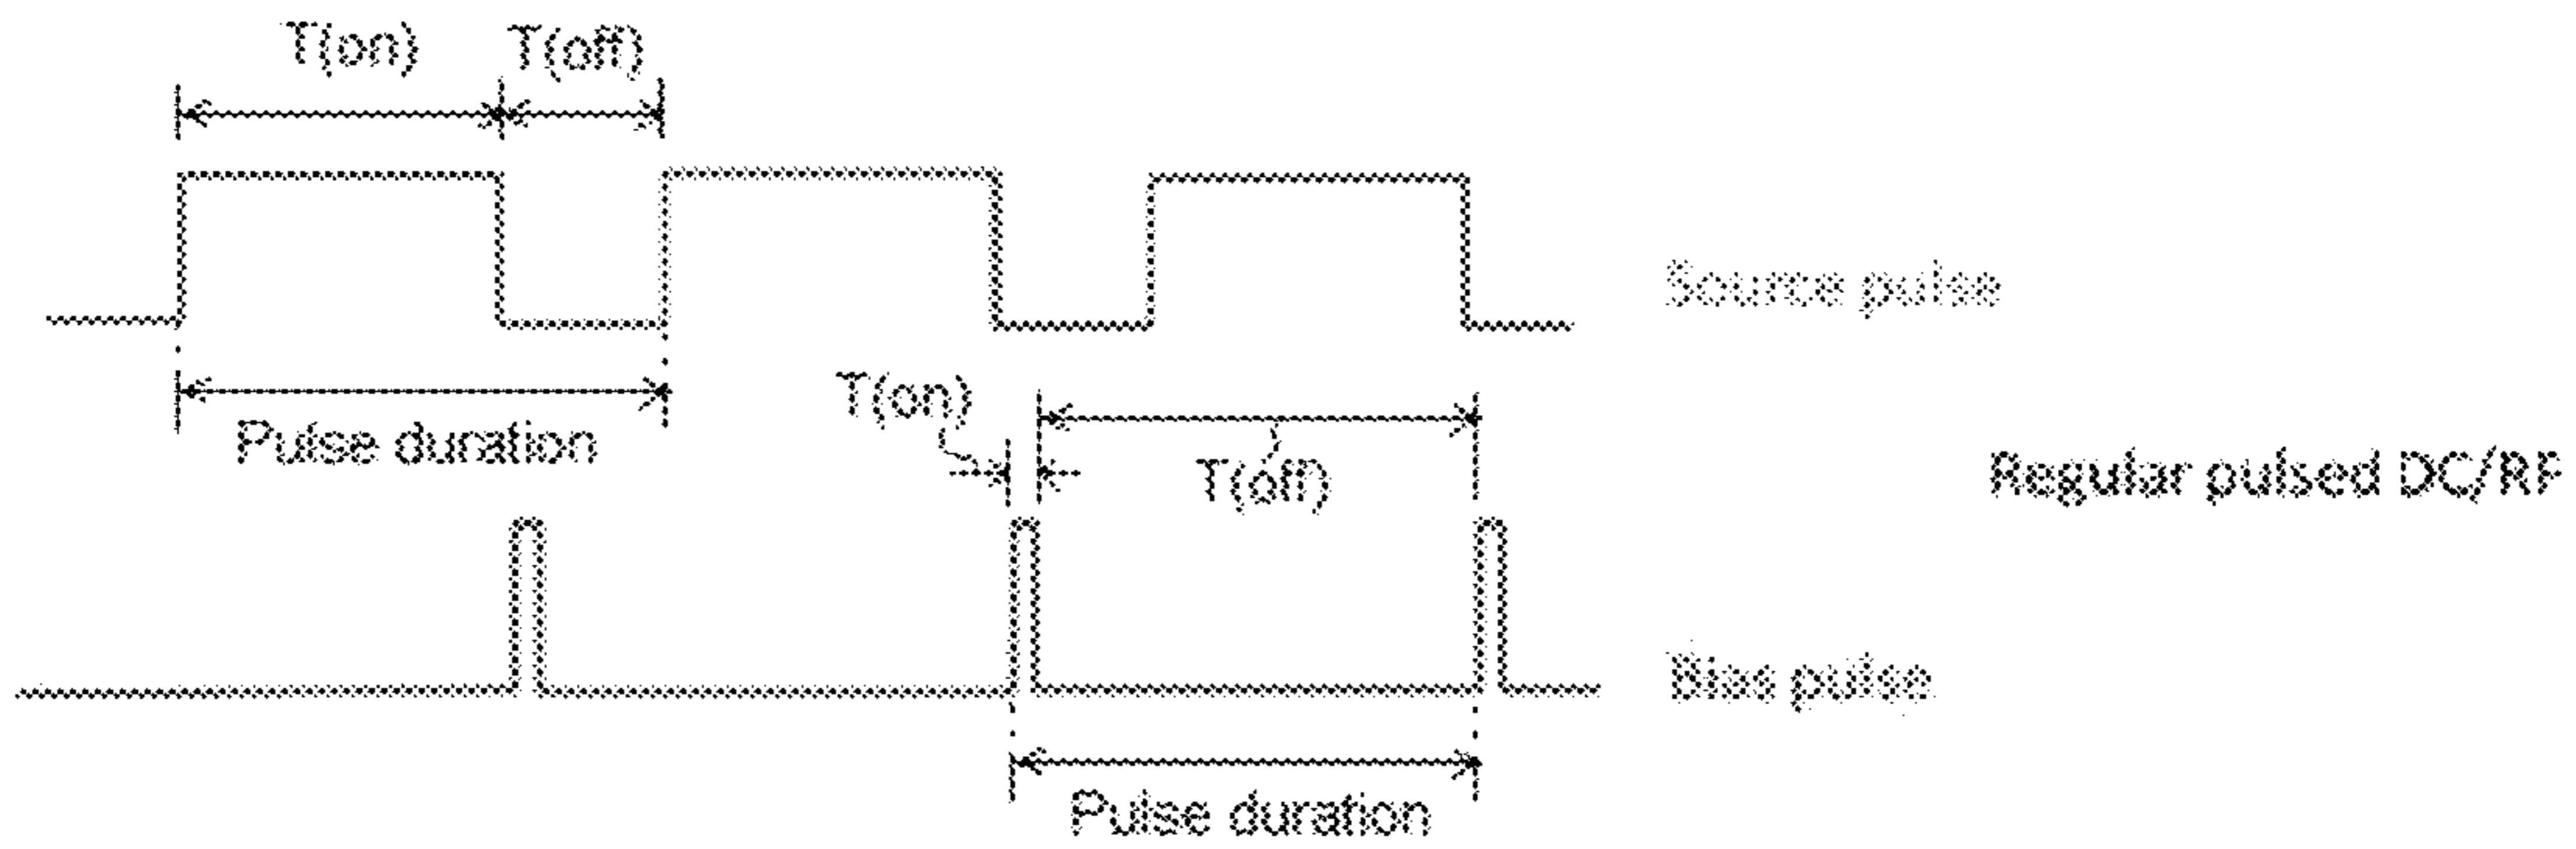 T(on)
T(off)
Source pulse
Pulse duration
T(on)
T(off)
Regular pulsed DC/RF
Bias pulse
Pulse duration